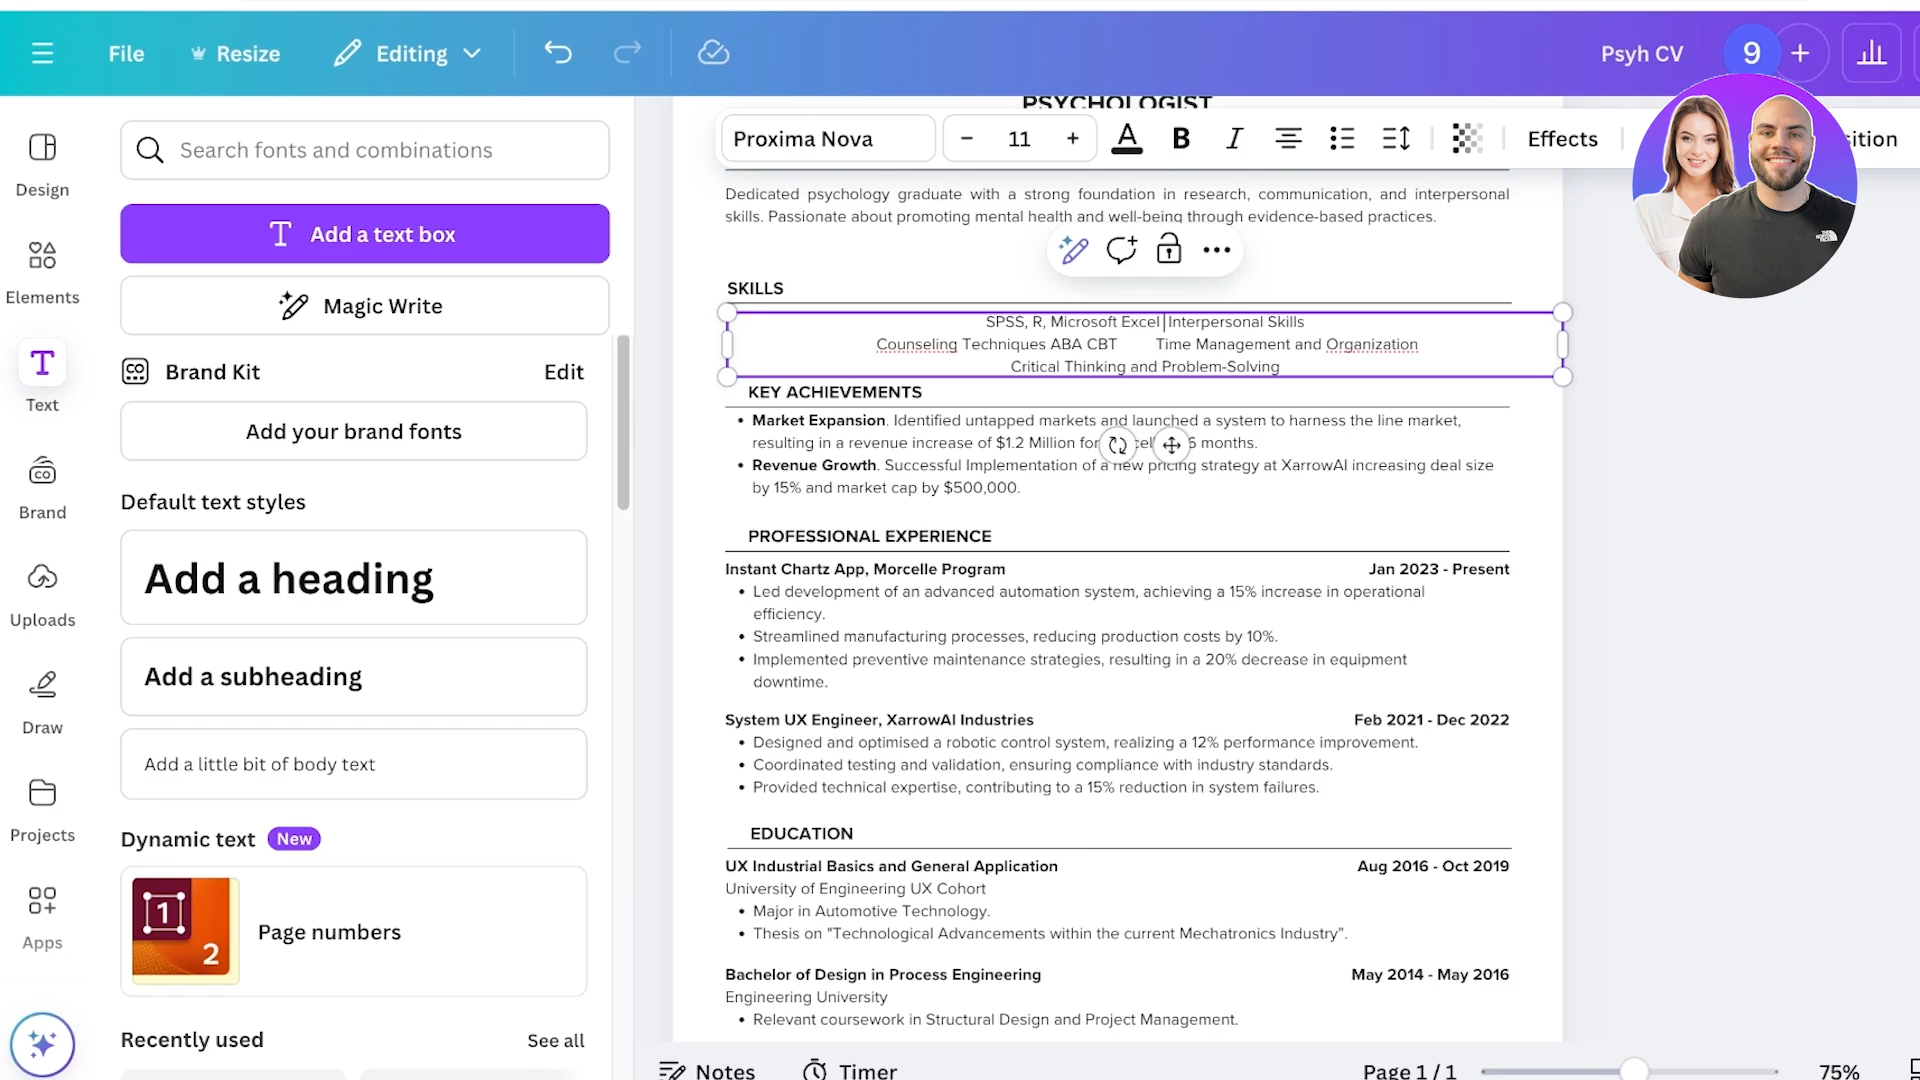 File
Resize
Editing
Psyh CV
9
Design
Elements
Text
Brand
Uploads
Draw
Projects
Apps
Search fonts and combinations
Add a text box
Magic Write
Brand Kit
Edit
Add your brand fonts
Default text styles
Add a heading
Add a subheading
Add a little bit of body text
Dynamic text New
1
2
Page numbers
Recently used
See all
PSYCHOLOGIST
Proxima Nova
- 11 +
A B I
Effects
Dedicated psychology graduate with a strong foundation in research, communication, and interpersonal
skills. Passionate about promoting mental health and well-being through evidence-based practices.
SKILLS
SPSS, R, Microsoft Excel Interpersonal Skills
Counseling Techniques ABA CBT Time Management and Organization
Critical Thinking and Problem-Solving
KEY ACHIEVEMENTS
• Market Expansion. Identified untapped markets and launched a system to harness the line market,
resulting in a revenue increase of $1.2 Million for 6 months.
• Revenue Growth. Successful Implementation of a new pricing strategy at XarrowAI increasing deal size
by 15% and market cap by $500,000.
PROFESSIONAL EXPERIENCE
Instant Chartz App, Morcelle Program Jan 2023 - Present
• Led development of an advanced automation system, achieving a 15% increase in operational
efficiency.
• Streamlined manufacturing processes, reducing production costs by 10%.
• Implemented preventive maintenance strategies, resulting in a 20% decrease in equipment
downtime.
System UX Engineer, XarrowAI Industries Feb 2021 - Dec 2022
• Designed and optimised a robotic control system, realizing a 12% performance improvement.
• Coordinated testing and validation, ensuring compliance with industry standards.
• Provided technical expertise, contributing to a 15% reduction in system failures.
EDUCATION
UX Industrial Basics and General Application Aug 2016 - Oct 2019
University of Engineering UX Cohort
• Major in Automotive Technology.
• Thesis on "Technological Advancements within the current Mechatronics Industry".
Bachelor of Design in Process Engineering May 2014 - May 2016
Engineering University
• Relevant coursework in Structural Design and Project Management.
Notes
Timer
Page 1 / 1
75%